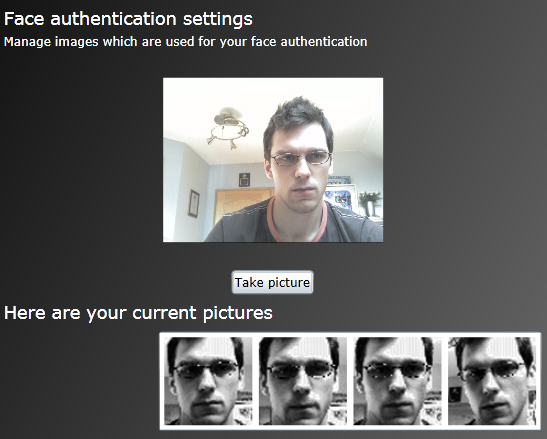 Face authentication settings
Manage images which are used for your face authentication
Take picture
Here are your current pictures